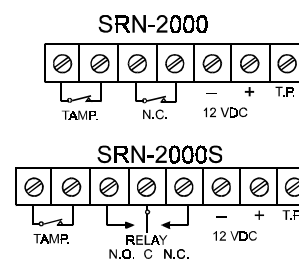 SRN-2000
TAMP. N.C. – + T.P.
12 VDC
SRN-2000S
TAMP. RELAY – + T.P
N.O. C N.C. 12 VDC